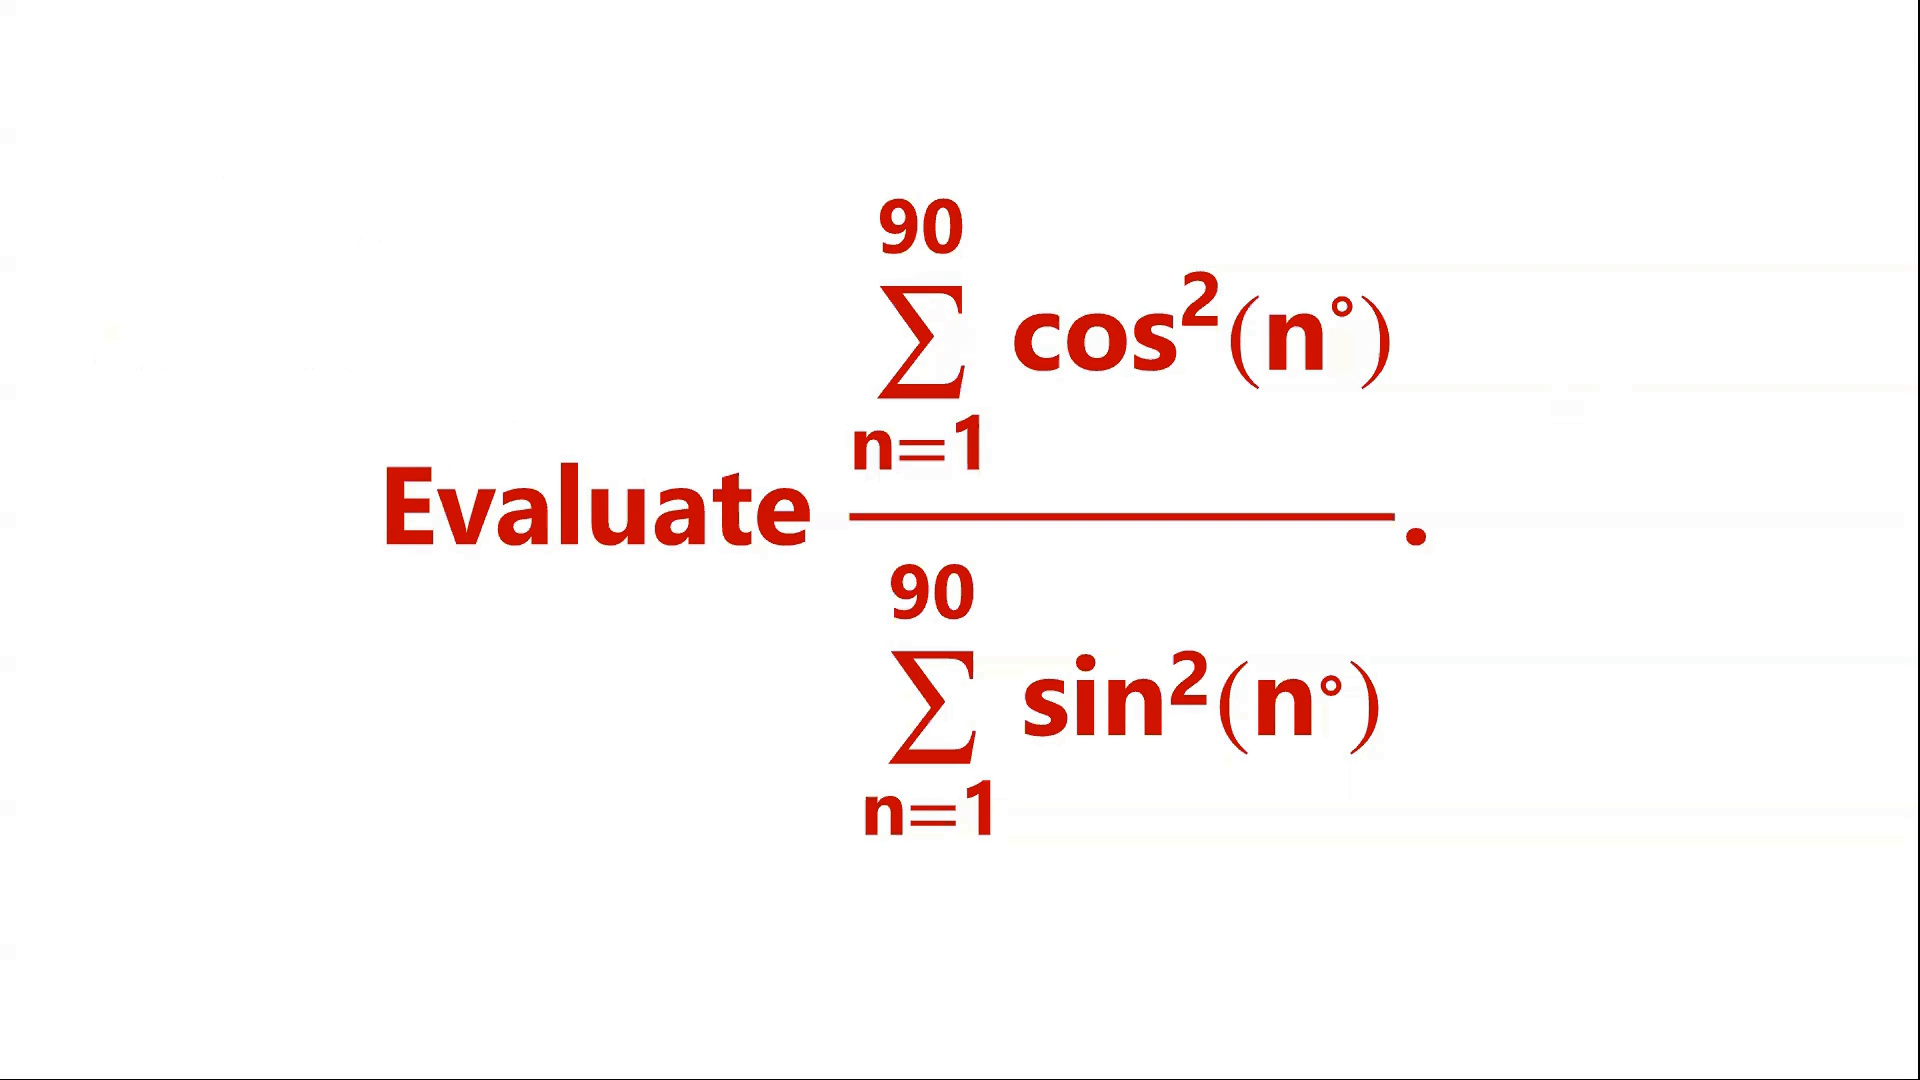 90
∑ cos²(n°)
n=1
Evaluate ———— .
90
∑ sin²(n°)
n=1